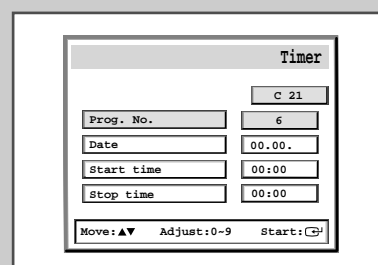 Timer
C 21
Prog. No. 6
Date 00.00.
Start time 00:00
Stop time 00:00
Move:▲▼ Adjust:0~9 Start: